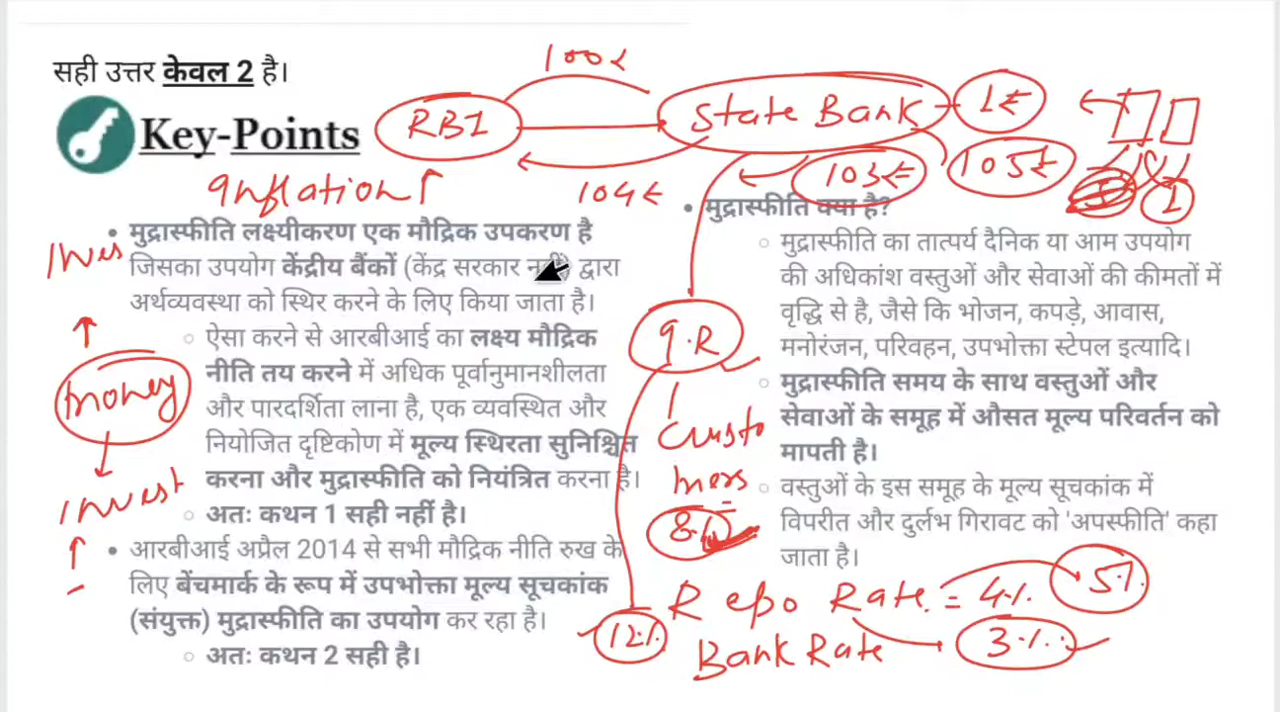 सही उत्तर केवल 2 है।
100₹
RBI
State Bank
1₹
Key-Points
104₹
103₹
105₹
1
Inflation ↑
• मुद्रास्फीति लक्ष्यीकरण एक मौद्रिक उपकरण है
जिसका उपयोग केंद्रीय बैंकों (केंद्र सरकार नहीं) द्वारा
अर्थव्यवस्था को स्थिर करने के लिए किया जाता है।
○ ऐसा करने से आरबीआई का लक्ष्य मौद्रिक
नीति तय करने में अधिक पूर्वानुमानशीलता
और पारदर्शिता लाना है, एक व्यवस्थित और
नियोजित दृष्टिकोण में मूल्य स्थिरता सुनिश्चित
करना और मुद्रास्फीति को नियंत्रित करना है।
○ अतः कथन 1 सही नहीं है।
• आरबीआई अप्रैल 2014 से सभी मौद्रिक नीति रुख के
लिए बेंचमार्क के रूप में उपभोक्ता मूल्य सूचकांक
(संयुक्त) मुद्रास्फीति का उपयोग कर रहा है।
○ अतः कथन 2 सही है।
Inves
money
Invest
• मुद्रास्फीति क्या है?
○ मुद्रास्फीति का तात्पर्य दैनिक या आम उपयोग
की अधिकांश वस्तुओं और सेवाओं की कीमतों में
वृद्धि से है, जैसे कि भोजन, कपड़े, आवास,
मनोरंजन, परिवहन, उपभोक्ता स्टेपल इत्यादि।
○ मुद्रास्फीति समय के साथ वस्तुओं और
सेवाओं के समूह में औसत मूल्य परिवर्तन को
मापती है।
○ वस्तुओं के इस समूह के मूल्य सूचकांक में
विपरीत और दुर्लभ गिरावट को 'अपस्फीति' कहा
जाता है।
I.R
Custo
mers
8%
12%
Repo Rate = 4% 5%
Bank Rate 3%